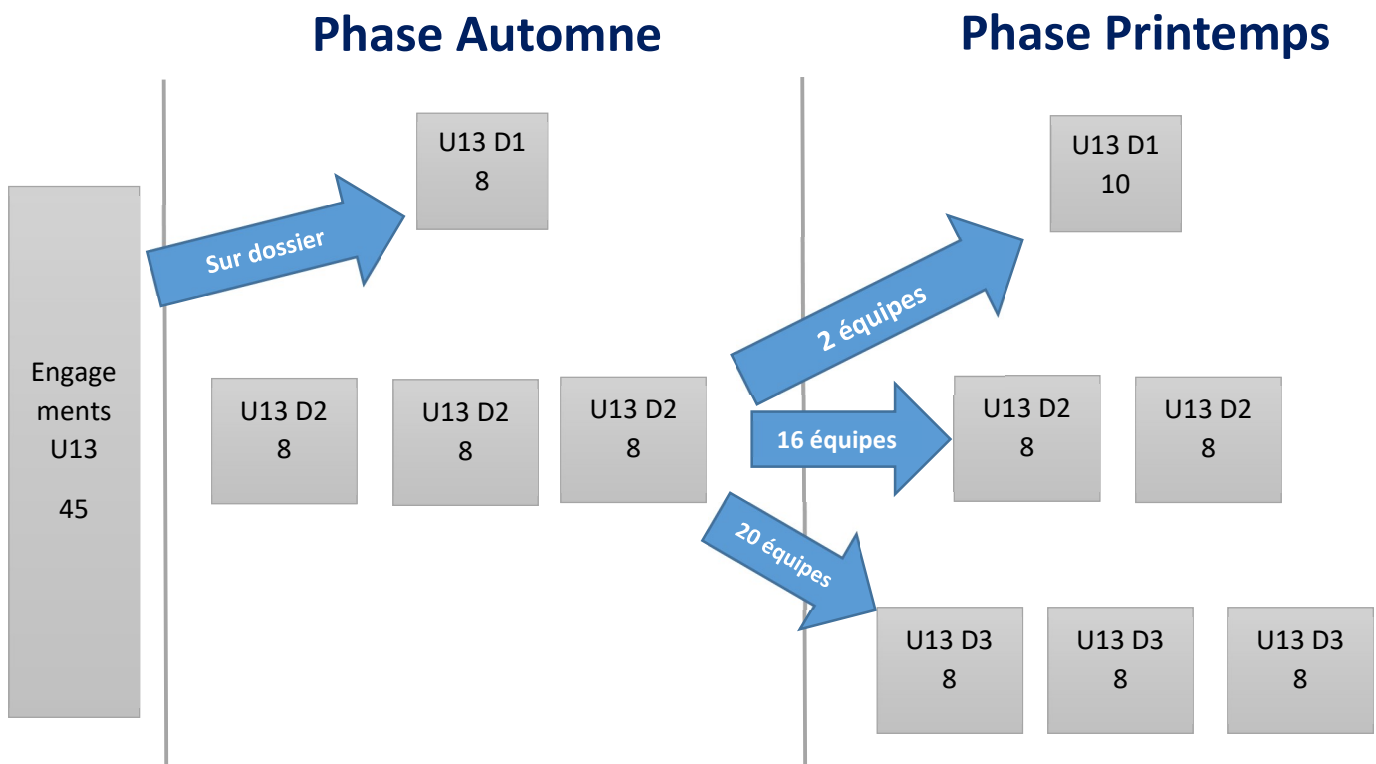 Phase Automne
Phase Printemps
Engage
ments
U13
45
Sur dossier
U13 D1
8
U13 D2
8
U13 D2
8
U13 D2
8
2 équipes
16 équipes
20 équipes
U13 D1
10
U13 D2
8
U13 D2
8
U13 D3
8
U13 D3
8
U13 D3
8